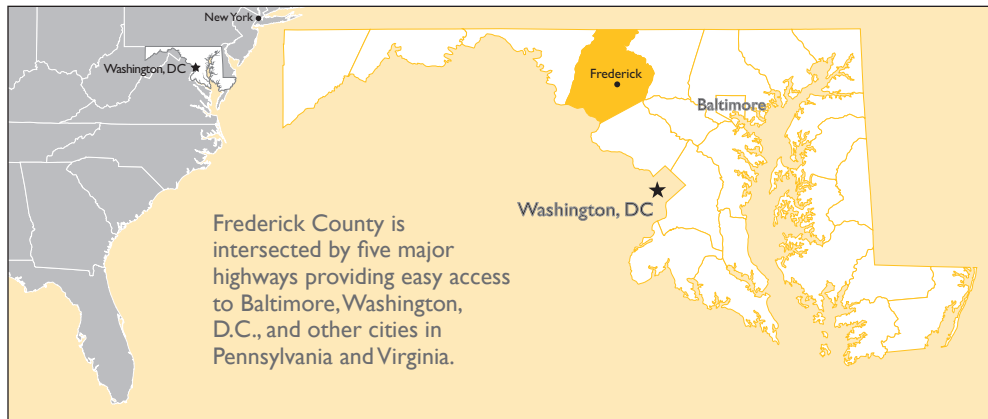 New York
Washington, DC
Frederick
Baltimore
Washington, DC
Frederick County is
intersected by five major
highways providing easy access
to Baltimore, Washington,
D.C., and other cities in
Pennsylvania and Virginia.